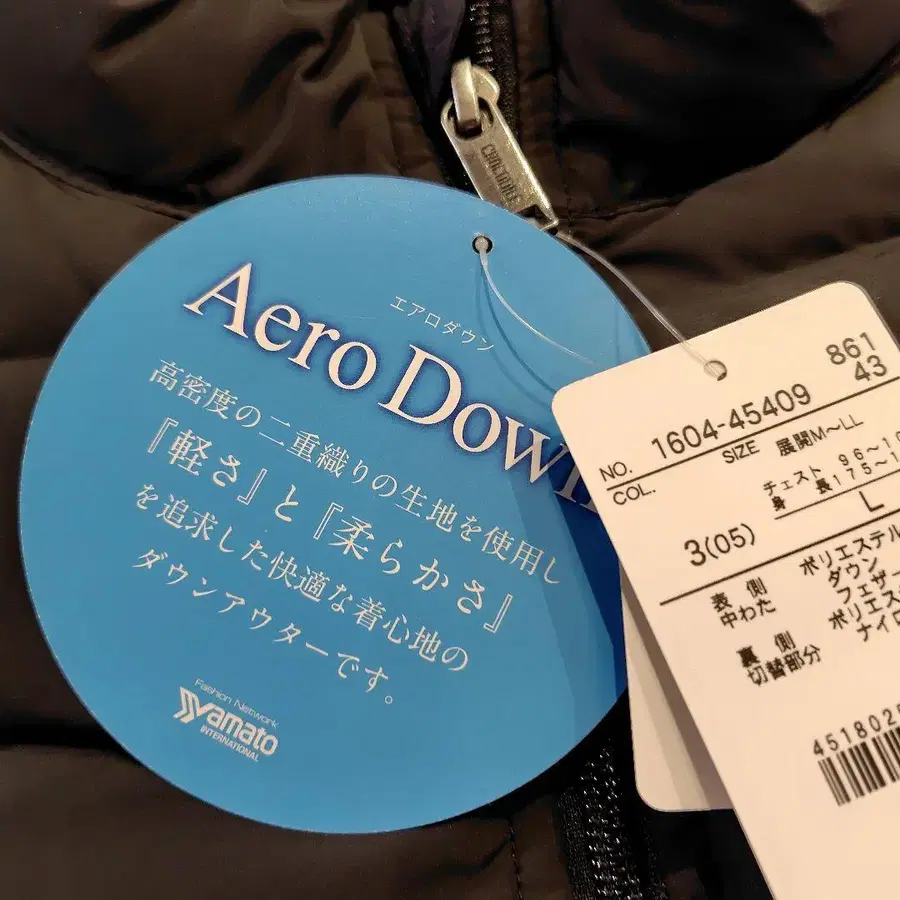 CROCODILE
エアロダウン
Aero Down
高密度の二重織りの生地を使用し
『軽さ』と『柔らかさ』
を追求した快適な着心地の
ダウンアウターです。
Fashion Network
Yamato
INTERNATIONAL
861
NO. 1604-45409 43
COL. SIZE 展開M〜LL
チェスト 96〜10
身 長175〜1
3(05) L
表 側 ポリエステル
中わた ダウン
フェザー
裏 側 ポリエス
切替部分 ナイロ
451802